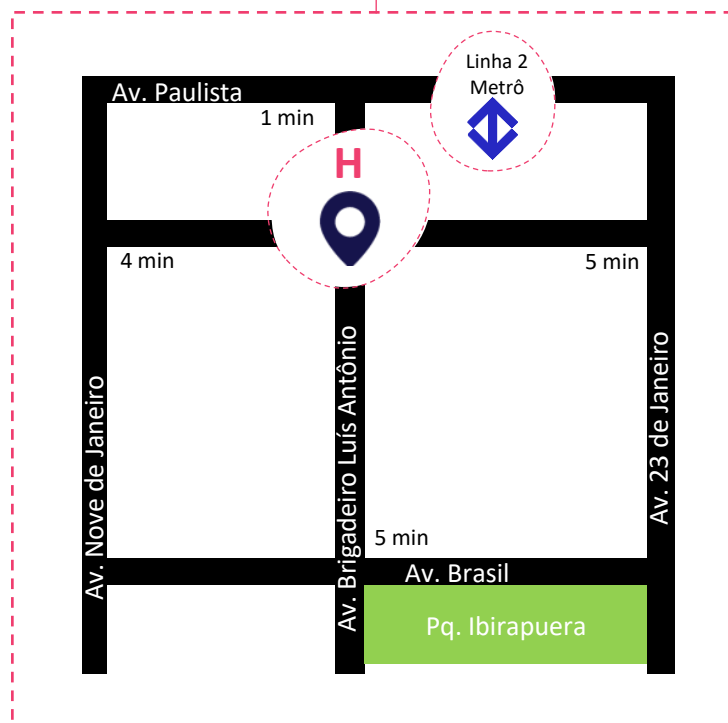 Linha 2
Metrô
Av. Paulista
1 min
H
4 min
5 min
Av. Nove de Janeiro
Av. Brigadeiro Luís Antônio
Av. 23 de Janeiro
5 min
Av. Brasil
Pq. Ibirapuera